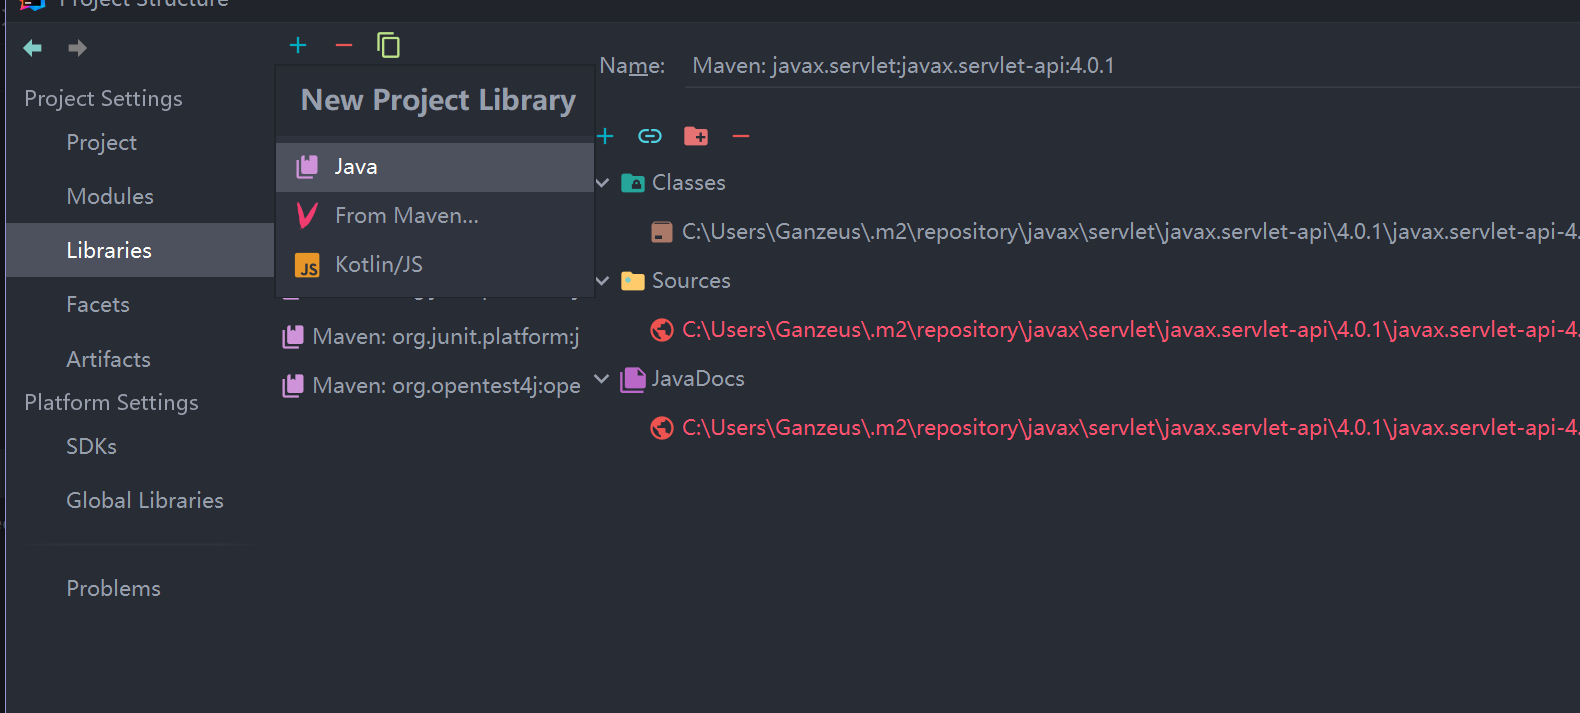 Project Structure
Project Settings
Project
Modules
Libraries
Facets
Artifacts
Platform Settings
SDKs
Global Libraries
Problems
New Project Library
Java
From Maven...
JS Kotlin/JS
Maven: org.junit.platform:j
Maven: org.opentest4j:ope
Name: Maven: javax.servlet:javax.servlet-api:4.0.1
Classes
C:\Users\Ganzeus\.m2\repository\javax\servlet\javax.servlet-api\4.0.1\javax.servlet-api-4.
Sources
C:\Users\Ganzeus\.m2\repository\javax\servlet\javax.servlet-api\4.0.1\javax.servlet-api-4.
JavaDocs
C:\Users\Ganzeus\.m2\repository\javax\servlet\javax.servlet-api\4.0.1\javax.servlet-api-4.